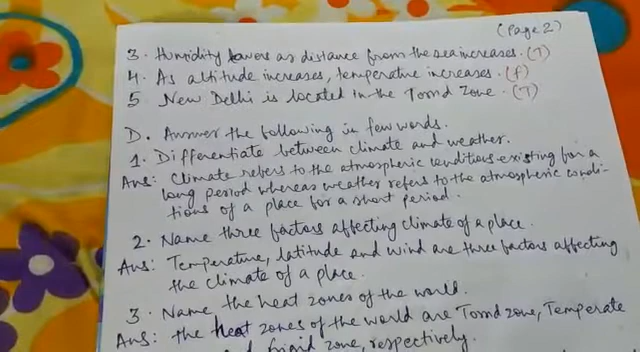 (Page 2)
3. Humidity lowers as distance from the sea increases. (T)
4. As altitude increases, temperature increases. (F)
5 New Delhi is located in the Torrid Zone. (T)
D. Answer the following in few words.
1. Differentiate between climate and weather.
Ans: Climate refers to the atmospheric conditions existing for a
long period whereas weather refers to the atmospheric condi-
tions of a place for a short period.
2. Name three factors affecting climate of a place.
Ans: Temperature, latitude and wind are three factors affecting
the climate of a place.
3. Name the heat zones of the world.
Ans: the heat zones of the world are Torrid zone, Temperate
frigid zone, respectively.